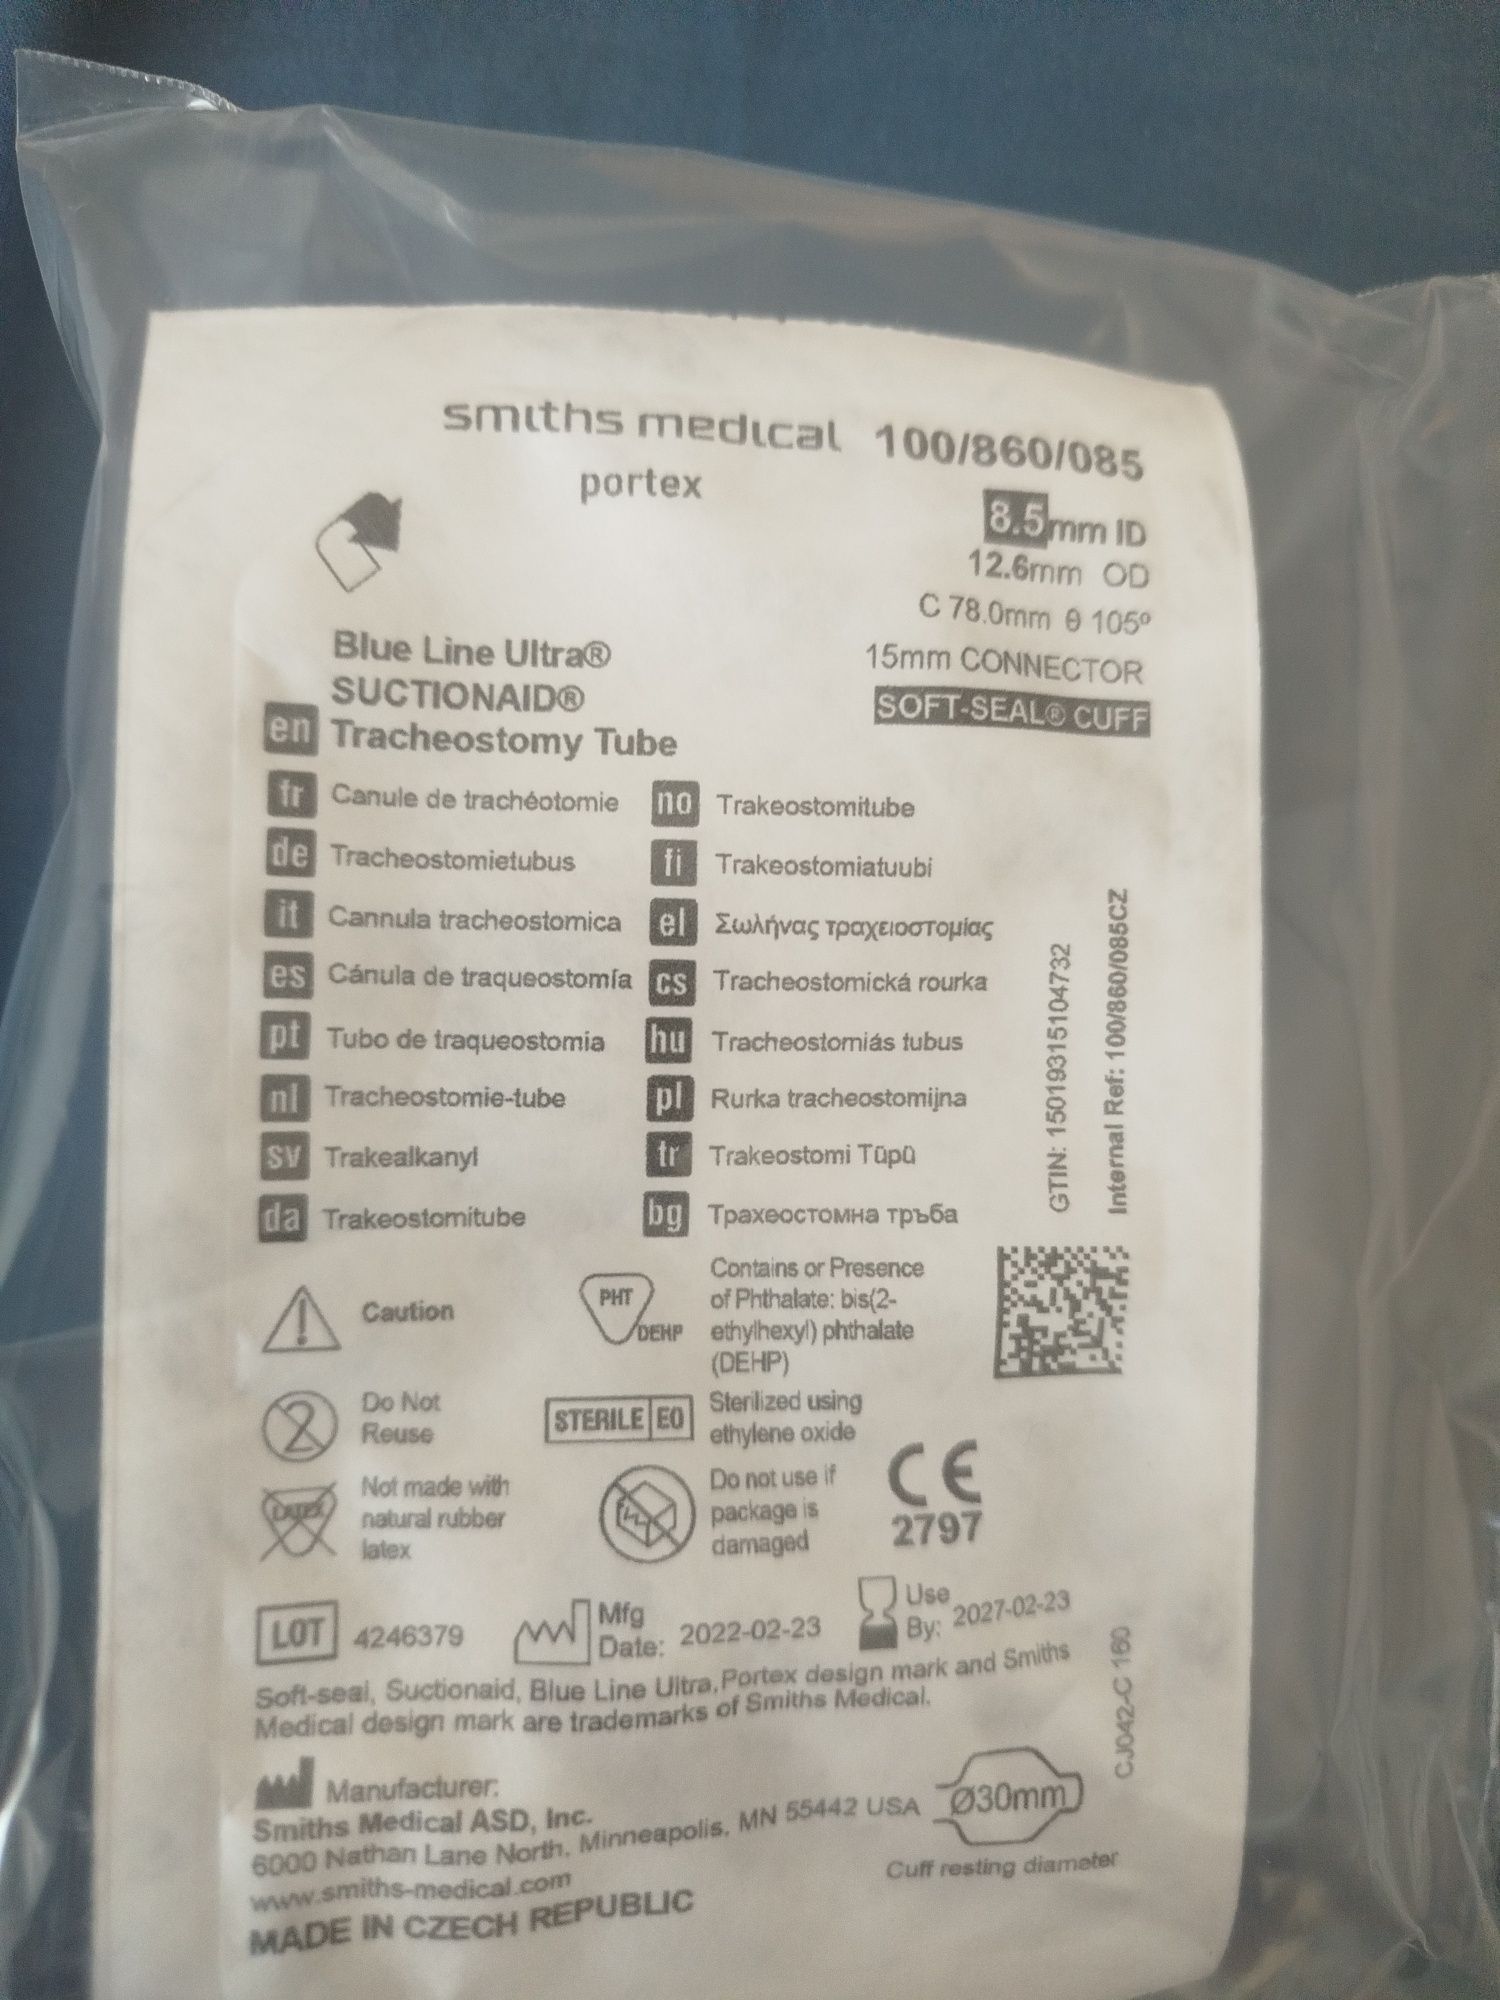 smiths medical 100/860/085
portex
8.5mm ID
12.6mm OD
C 78.0mm θ 105º
15mm CONNECTOR
SOFT-SEAL® CUFF
Blue Line Ultra®
SUCTIONAID®
en Tracheostomy Tube
fr Canule de trachéotomie
de Tracheostomietubus
it Cannula tracheostomica
es Cánula de traqueostomía
pt Tubo de traqueostomia
nl Tracheostomie-tube
sv Trakealkanyl
da Trakeostomitube
no Trakeostomitube
fi Trakeostomiatuubi
el Σωλήνας τραχειοστομίας
cs Tracheostomická rourka
hu Tracheostomiás tubus
pl Rurka tracheostomijna
tr Trakeostomi Tüpü
bg Трахеостомна тръба
GTIN: 15019315104732
Internal Ref: 100/860/085CZ
Caution
PHT
DEHP
Contains or Presence
of Phthalate: bis(2-
ethylhexyl) phthalate
(DEHP)
2
Do Not
Reuse
STERILE EO
Sterilized using
ethylene oxide
LATEX
Not made with
natural rubber
latex
Do not use if
package is
damaged
CE
2797
LOT 4246379
Mfg
Date: 2022-02-23
Use
By: 2027-02-23
Soft-seal, Suctionaid, Blue Line Ultra, Portex design mark and Smiths
Medical design mark are trademarks of Smiths Medical.
CJ042-C 160
Manufacturer:
Smiths Medical ASD, Inc.
6000 Nathan Lane North, Minneapolis, MN 55442 USA
www.smiths-medical.com
MADE IN CZECH REPUBLIC
Ø30mm
Cuff resting diameter